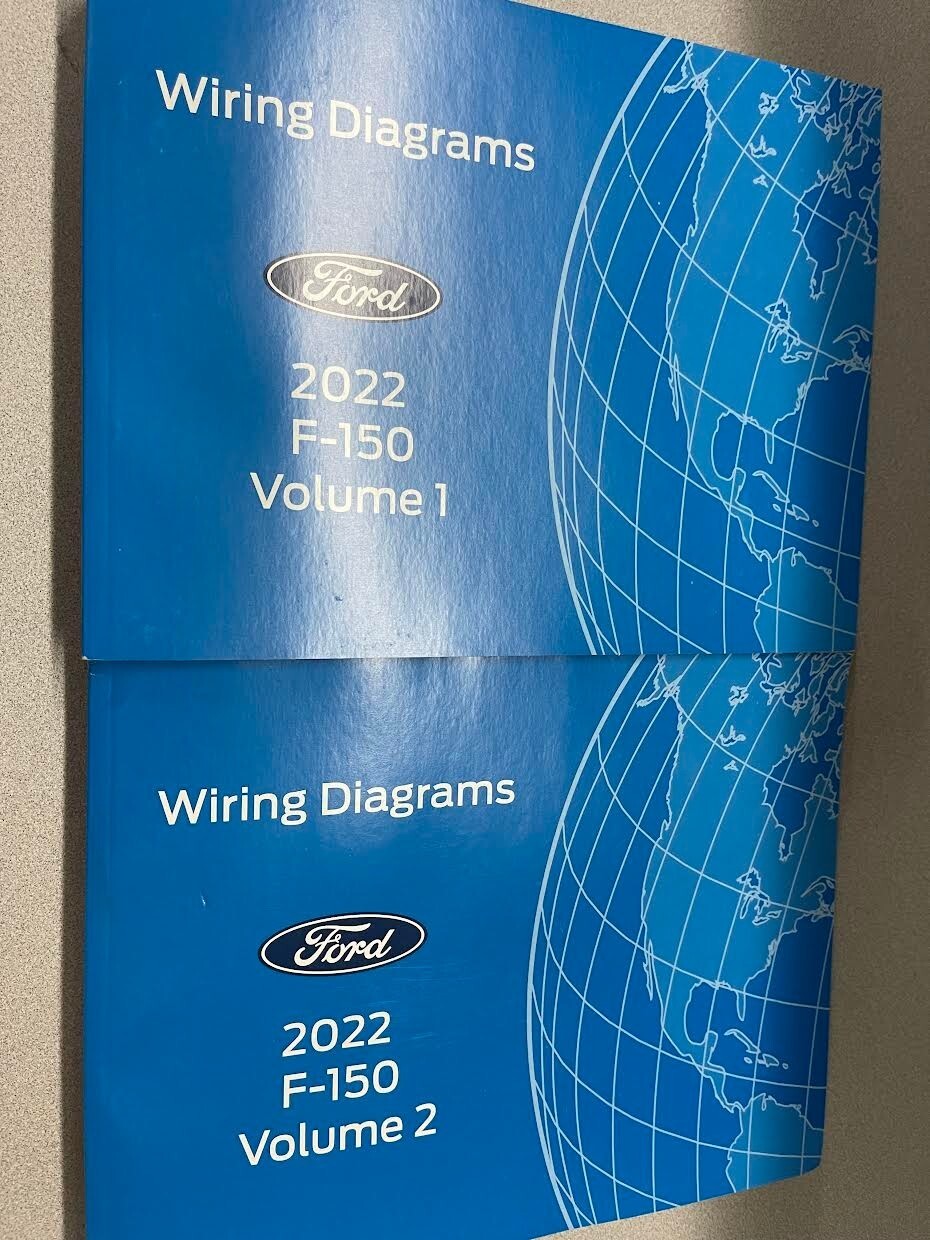 Wiring Diagrams
Ford
2022
F-150
Volume 1
Wiring Diagrams
Ford
2022
F-150
Volume 2